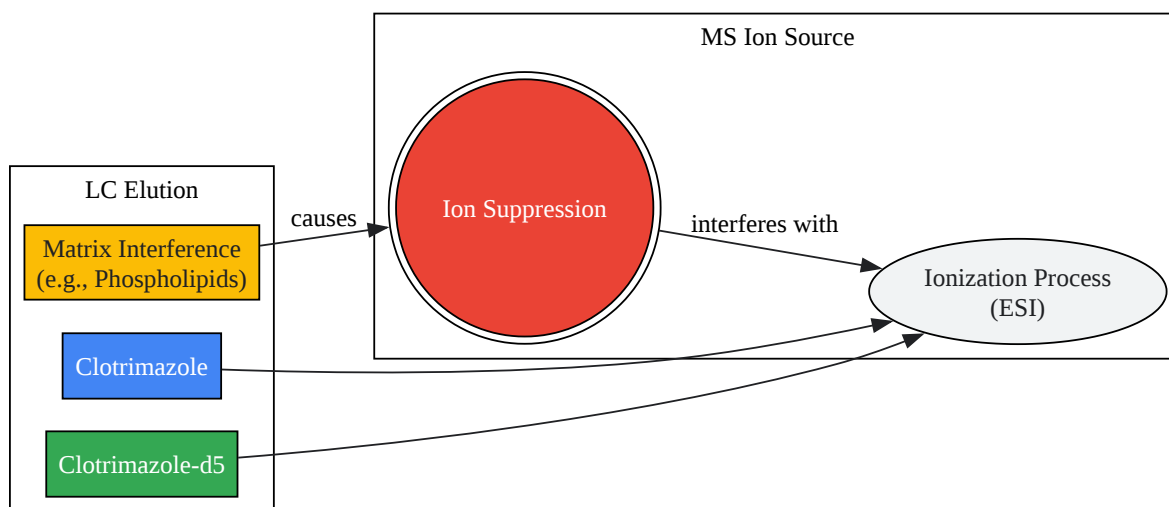 MS Ion Source
LC Elution
Matrix Interference
(e.g., Phospholipids)
causes
Ion Suppression
interferes with
Ionization Process
(ESI)
Clotrimazole
Clotrimazole-d5